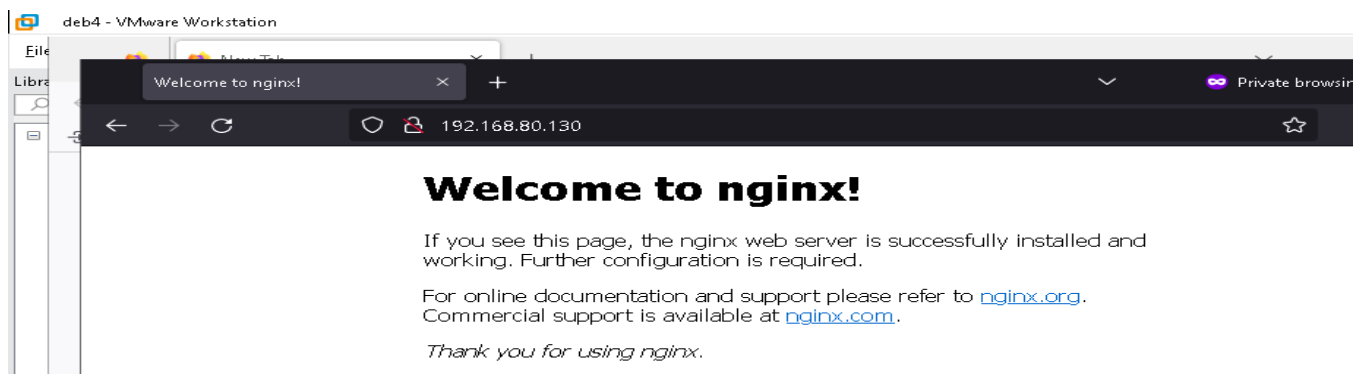 deb4 - VMware Workstation
File
New Tab
Libra
Welcome to nginx!
Private browsin
192.168.80.130
Welcome to nginx!
If you see this page, the nginx web server is successfully installed and
working. Further configuration is required.
For online documentation and support please refer to nginx.org.
Commercial support is available at nginx.com.
Thank you for using nginx.